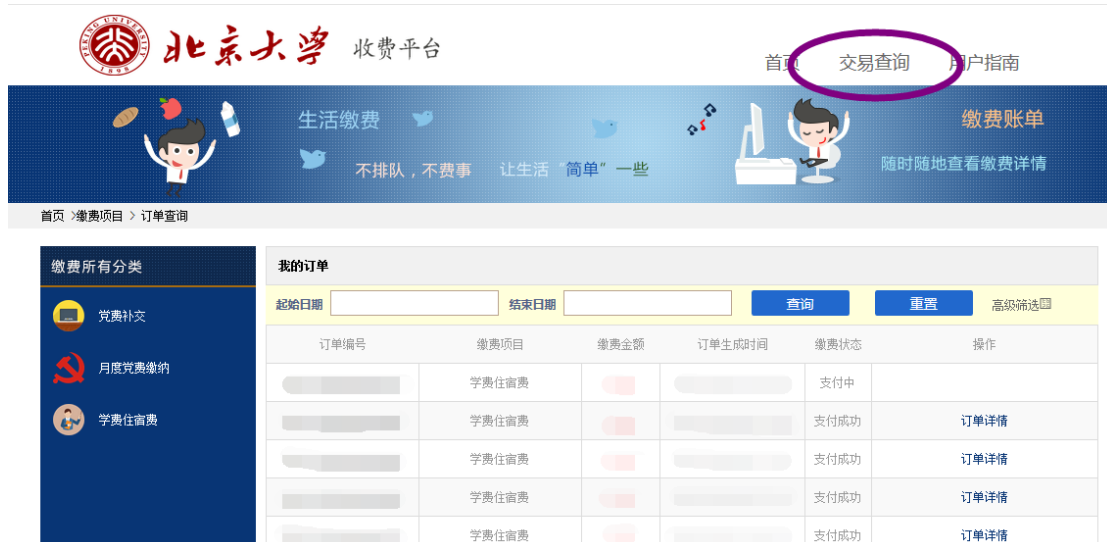 PEKING UNIVERSITY
1898
北京大学 收费平台
首页 交易查询 用户指南
生活缴费
不排队，不费事 让生活“简单”一些
缴费账单
随时随地查看缴费详情
首页 >缴费项目 > 订单查询
缴费所有分类
党费补交
月度党费缴纳
学费住宿费
我的订单
起始日期 结束日期 查询 重置 高级筛选
订单编号 缴费项目 缴费金额 订单生成时间 缴费状态 操作
学费住宿费 支付中
学费住宿费 支付成功 订单详情
学费住宿费 支付成功 订单详情
学费住宿费 支付成功 订单详情
学费住宿费 支付成功 订单详情